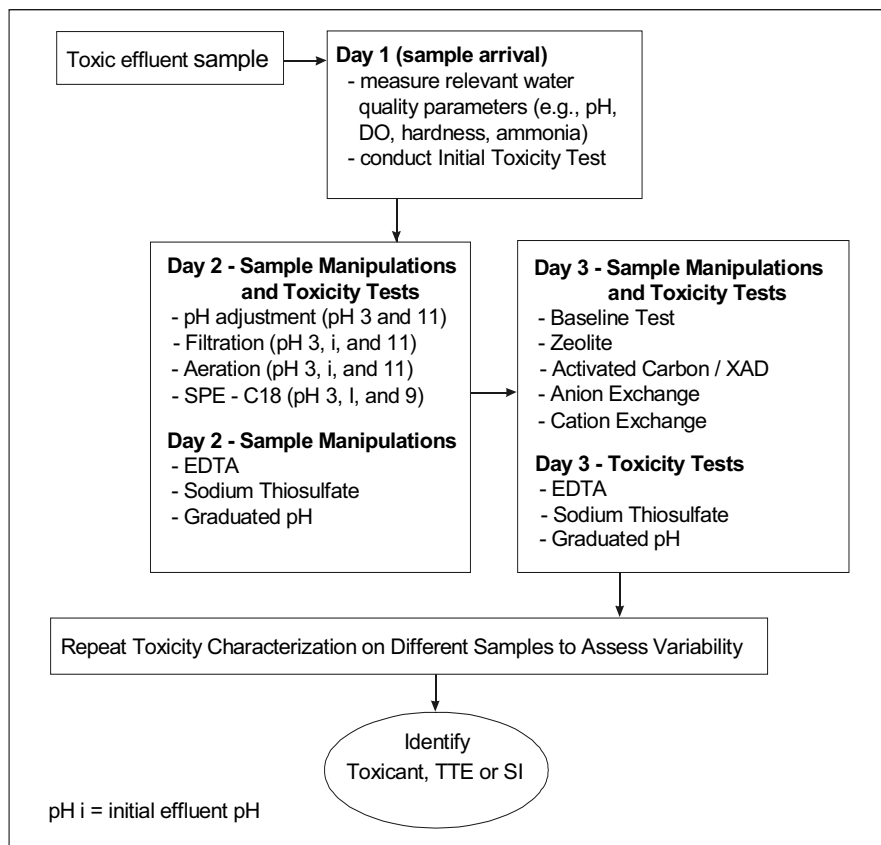 Toxic effluent sample
Day 1 (sample arrival)
- measure relevant water
quality parameters (e.g., pH,
DO, hardness, ammonia)
- conduct Initial Toxicity Test
Day 2 - Sample Manipulations
and Toxicity Tests
- pH adjustment (pH 3 and 11)
- Filtration (pH 3, i, and 11)
- Aeration (pH 3, i, and 11)
- SPE - C18 (pH 3, I, and 9)
Day 2 - Sample Manipulations
- EDTA
- Sodium Thiosulfate
- Graduated pH
Day 3 - Sample Manipulations
and Toxicity Tests
- Baseline Test
- Zeolite
- Activated Carbon / XAD
- Anion Exchange
- Cation Exchange
Day 3 - Toxicity Tests
- EDTA
- Sodium Thiosulfate
- Graduated pH
Repeat Toxicity Characterization on Different Samples to Assess Variability
Identify
Toxicant, TTE or SI
pH i = initial effluent pH